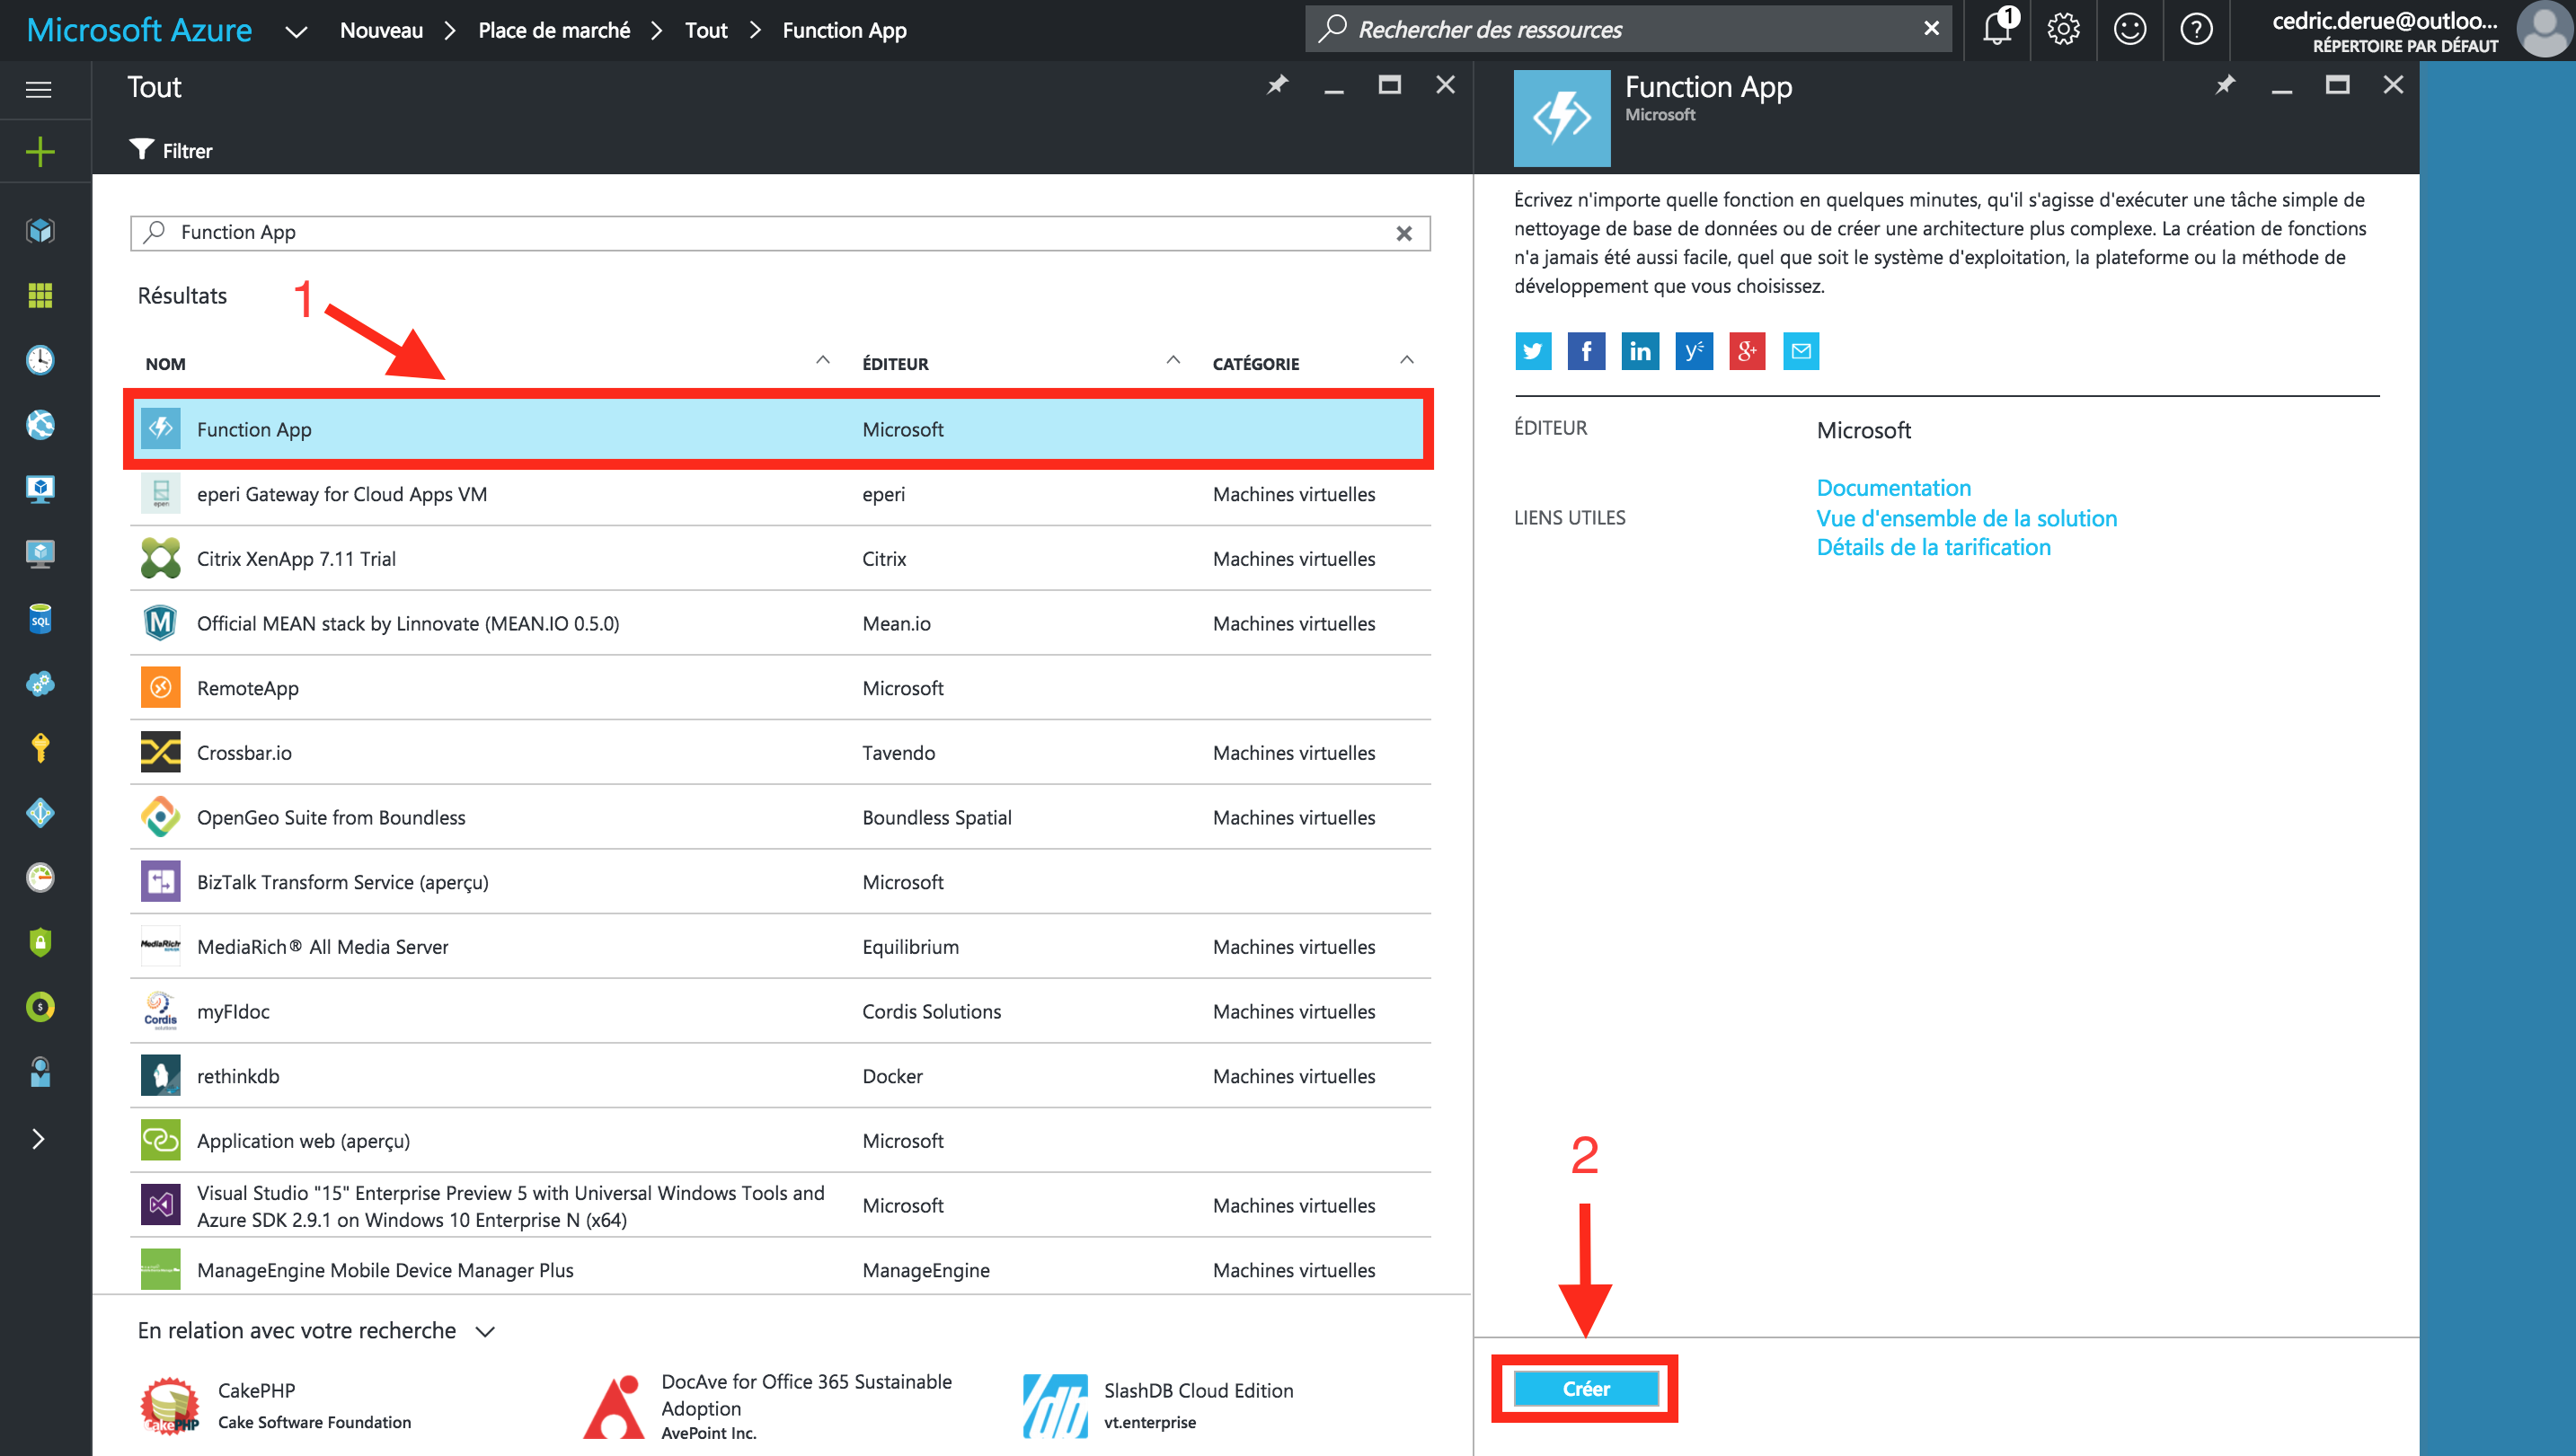 Microsoft Azure
Nouveau > Place de marché > Tout > Function App
Rechercher des ressources
1
cedric.derue@outloo...
RÉPERTOIRE PAR DÉFAUT
Tout
Filtrer
Function App
Résultats
1
NOM ÉDITEUR CATÉGORIE
Function App Microsoft
eperi Gateway for Cloud Apps VM eperi Machines virtuelles
Citrix XenApp 7.11 Trial Citrix Machines virtuelles
Official MEAN stack by Linnovate (MEAN.IO 0.5.0) Mean.io Machines virtuelles
RemoteApp Microsoft
Crossbar.io Tavendo Machines virtuelles
OpenGeo Suite from Boundless Boundless Spatial Machines virtuelles
BizTalk Transform Service (aperçu) Microsoft
MediaRich® All Media Server Equilibrium Machines virtuelles
myFIdoc Cordis Solutions Machines virtuelles
rethinkdb Docker Machines virtuelles
Application web (aperçu) Microsoft
Visual Studio "15" Enterprise Preview 5 with Universal Windows Tools and
Azure SDK 2.9.1 on Windows 10 Enterprise N (x64) Microsoft Machines virtuelles
ManageEngine Mobile Device Manager Plus ManageEngine Machines virtuelles
En relation avec votre recherche
CakePHP
Cake Software Foundation
DocAve for Office 365 Sustainable
Adoption
AvePoint Inc.
SlashDB Cloud Edition
vt.enterprise
Function App
Microsoft
Écrivez n'importe quelle fonction en quelques minutes, qu'il s'agisse d'exécuter une tâche simple de
nettoyage de base de données ou de créer une architecture plus complexe. La création de fonctions
n'a jamais été aussi facile, quel que soit le système d'exploitation, la plateforme ou la méthode de
développement que vous choisissez.
ÉDITEUR Microsoft
LIENS UTILES
Documentation
Vue d'ensemble de la solution
Détails de la tarification
2
Créer